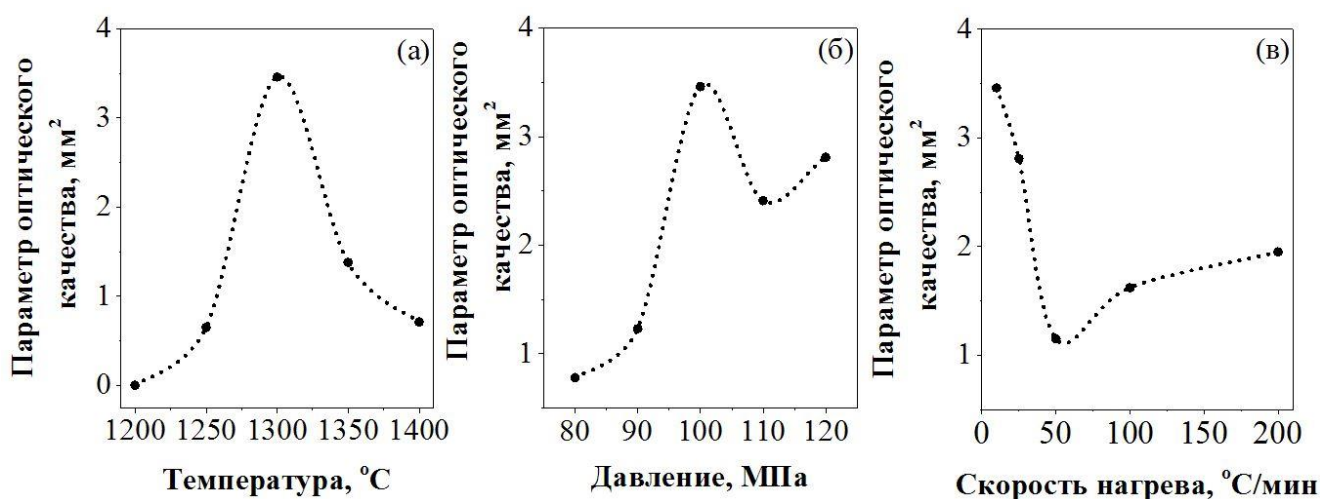 Параметр оптического
качества, мм²
4
3
2
1
0
(а)
1200 1250 1300 1350 1400
Температура, °С
Параметр оптического
качества, мм²
4
3
2
1
(б)
80 90 100 110 120
Давление, МПа
Параметр оптического
качества, мм²
4
3
2
1
(в)
0 50 100 150 200
Скорость нагрева, °С/мин